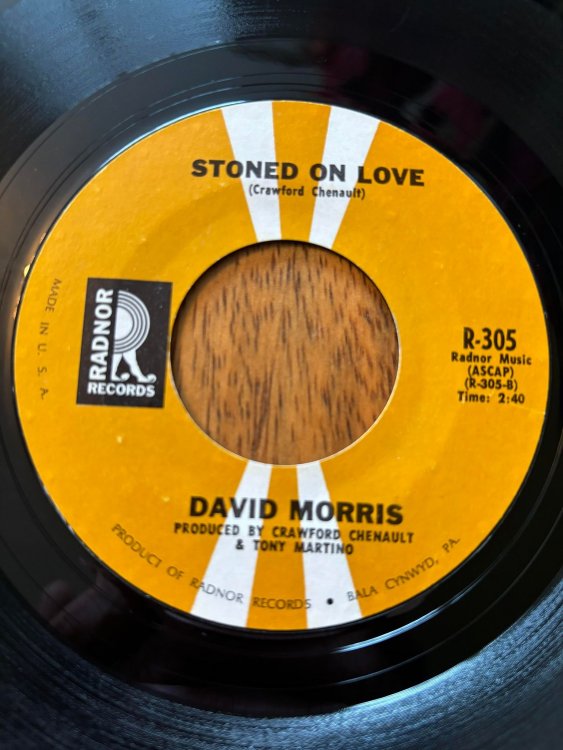 STONED ON LOVE
(Crawford Chenault)
MADE IN U. S. A.
RADNOR
RECORDS
R-305
Radnor Music
(ASCAP)
(R-305-B)
Time: 2:40
DAVID MORRIS
PRODUCED BY CRAWFORD CHENAULT
& TONY MARTINO
PRODUCT OF RADNOR RECORDS • BALA CYNWYD, PA.